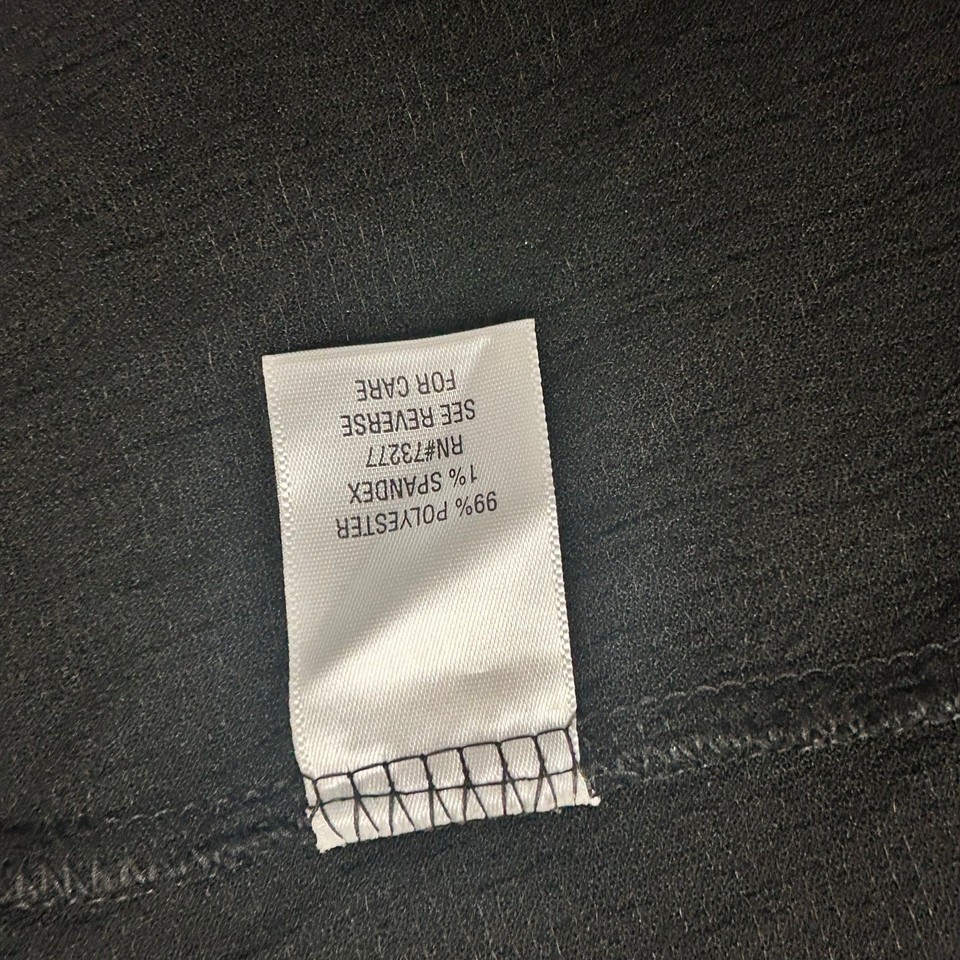 99% POLYESTER
1% SPANDEX
RN#73277
SEE REVERSE
FOR CARE